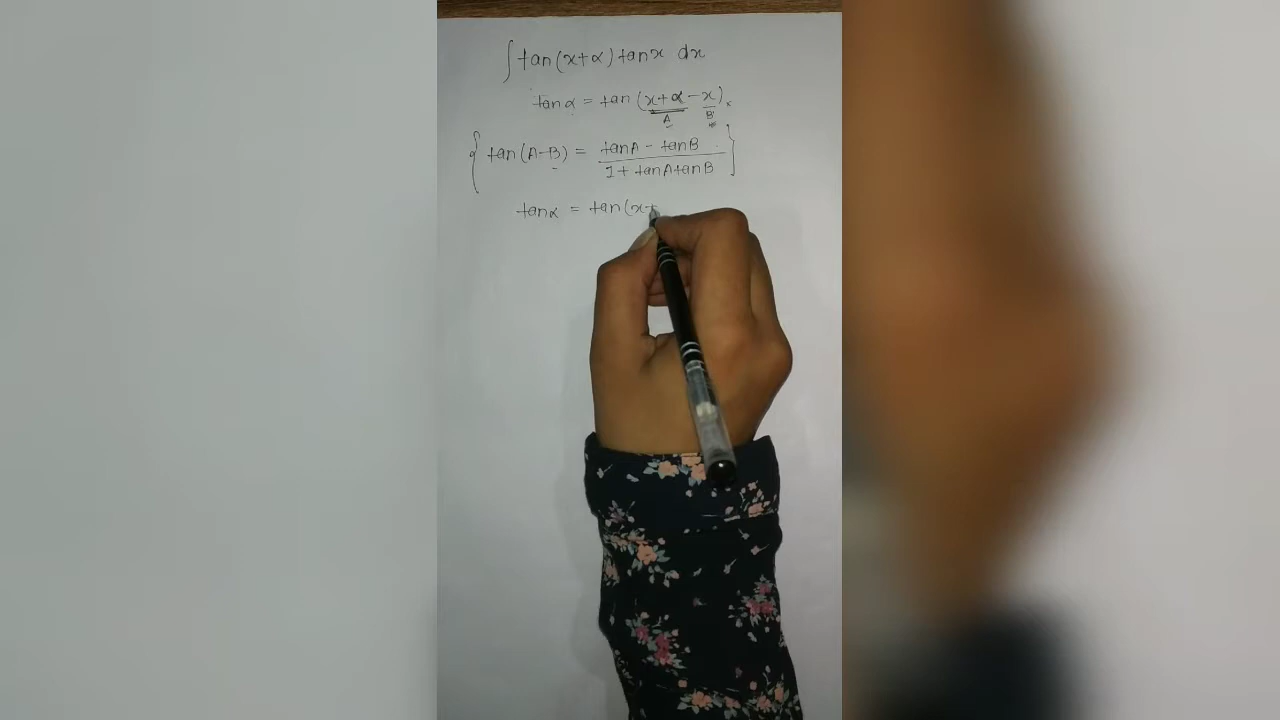 ∫ tan(x+α) tanx dx
tanα = tan (x+α - x)
A B
{ tan(A-B) = tanA - tanB / 1 + tanA tanB }
tanα = tan(x+